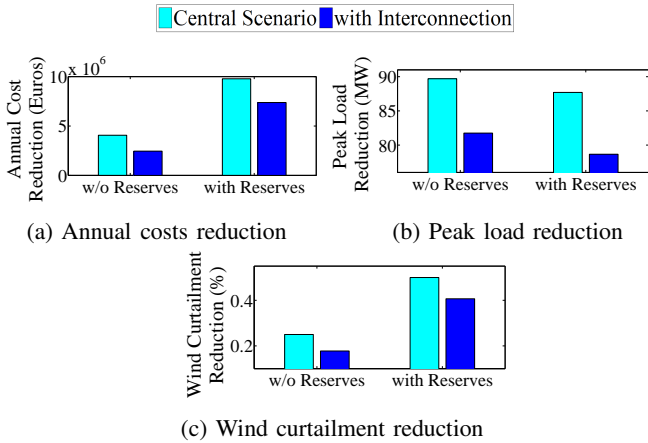 Central Scenario with Interconnection
10 x 10^6
5
0
Annual Cost
Reduction (Euros)
w/o Reserves with Reserves
(a) Annual costs reduction
90
85
80
Peak Load
Reduction (MW)
w/o Reserves with Reserves
(b) Peak load reduction
0.4
0.2
Wind Curtailment
Reduction (%)
w/o Reserves with Reserves
(c) Wind curtailment reduction